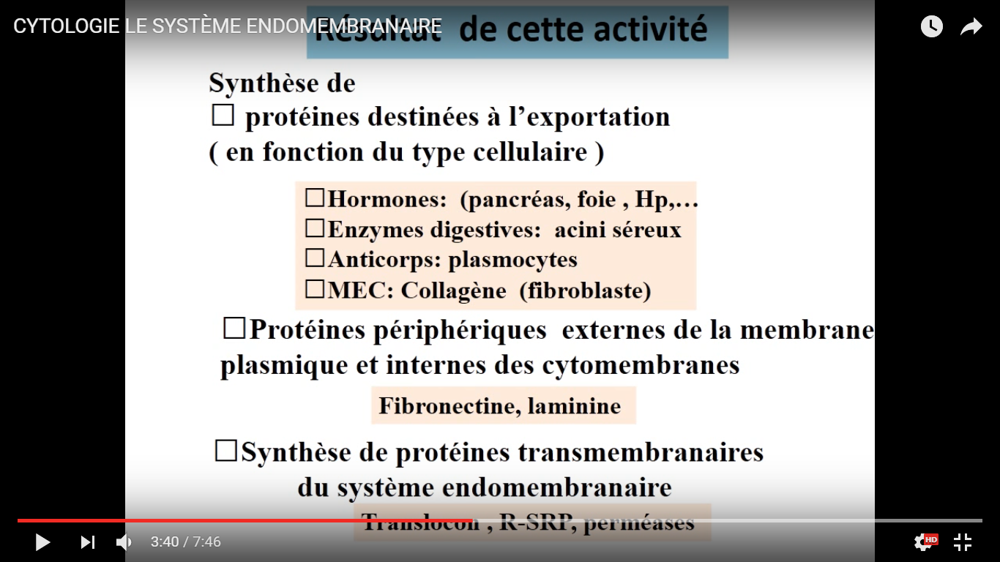 CYTOLOGIE LE SYSTÈME ENDOMEMBRANAIRE
Résultat de cette activité
Synthèse de
☐ protéines destinées à l’exportation
( en fonction du type cellulaire )
☐Hormones: (pancréas, foie , Hp,…
☐Enzymes digestives: acini séreux
☐Anticorps: plasmocytes
☐MEC: Collagène (fibroblaste)
☐Protéines périphériques externes de la membrane
plasmique et internes des cytomembranes
Fibronectine, laminine
☐Synthèse de protéines transmembranaires
du système endomembranaire
Translocon , R-SRP, perméases
3:40 / 7:46
HD